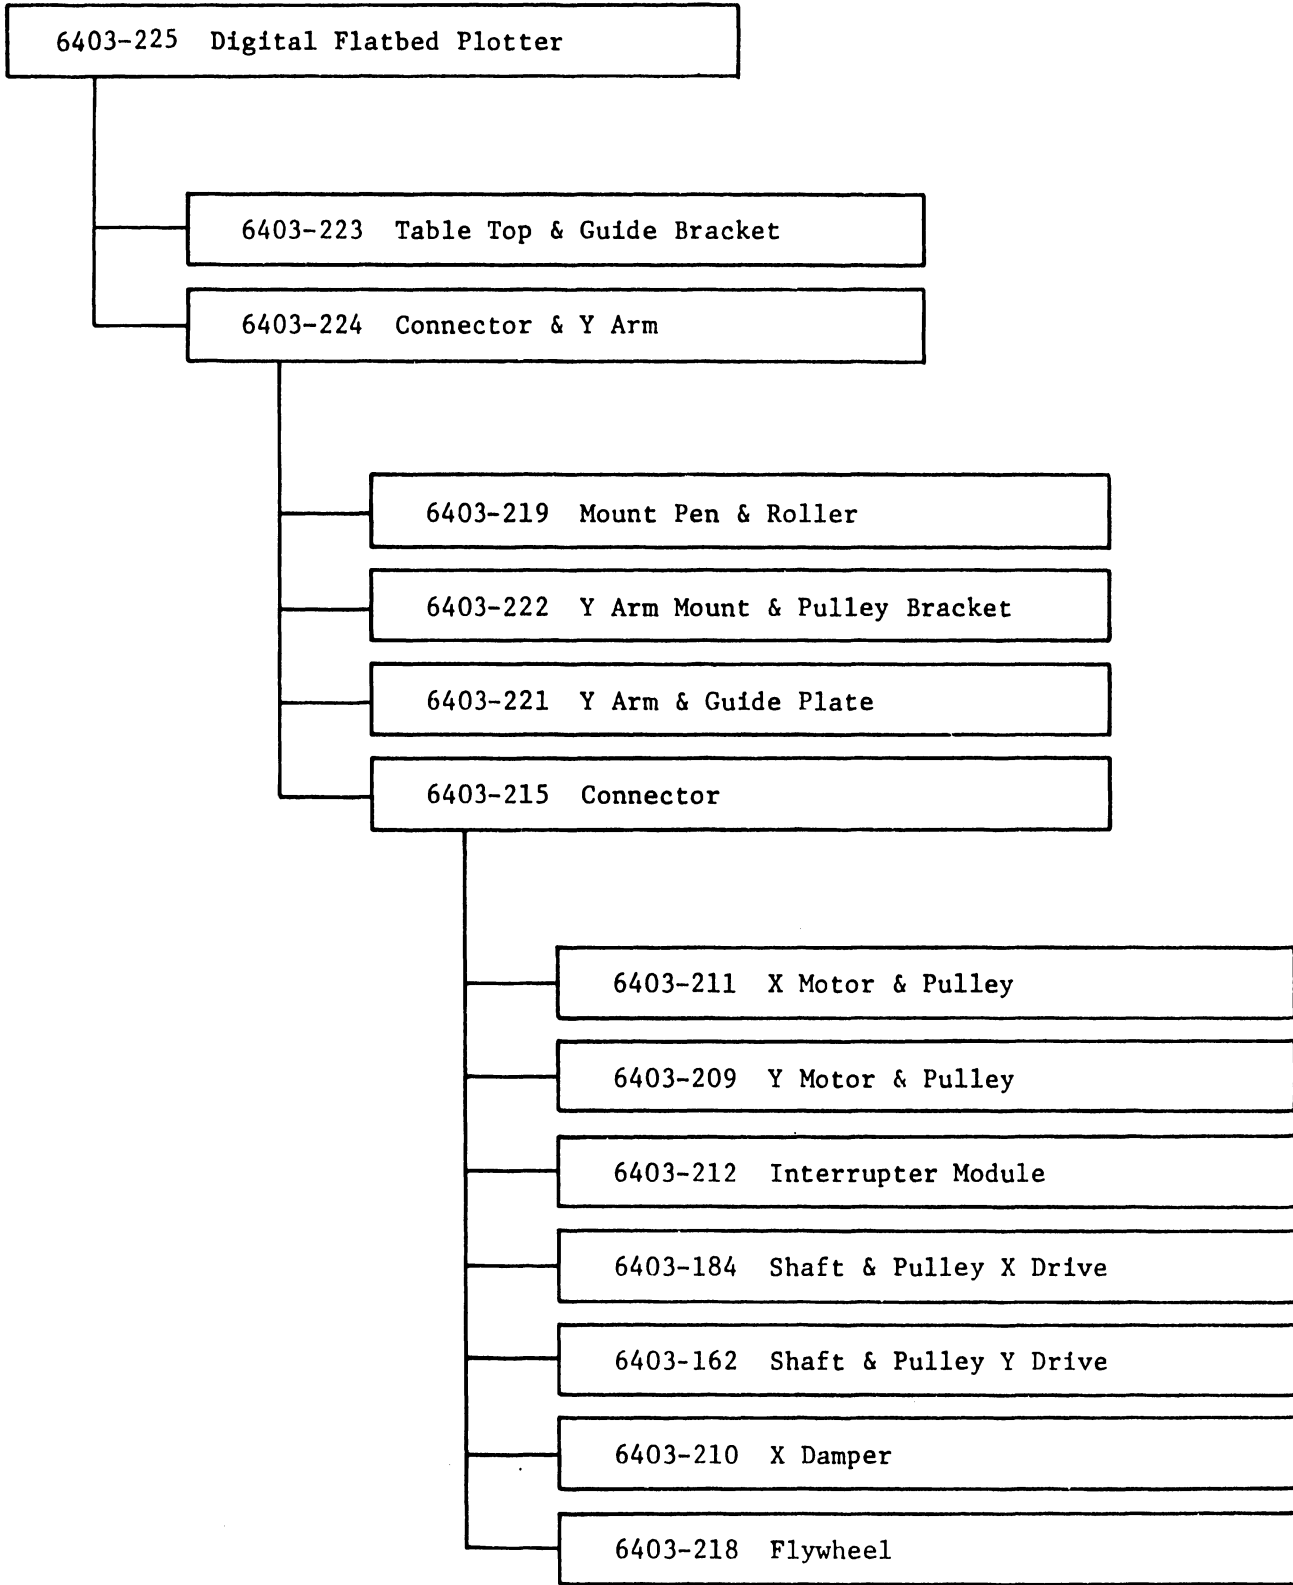 6403-225 Digital Flatbed Plotter
6403-223 Table Top & Guide Bracket
6403-224 Connector & Y Arm
6403-219 Mount Pen & Roller
6403-222 Y Arm Mount & Pulley Bracket
6403-221 Y Arm & Guide Plate
6403-215 Connector
6403-211 X Motor & Pulley
6403-209 Y Motor & Pulley
6403-212 Interrupter Module
6403-184 Shaft & Pulley X Drive
6403-162 Shaft & Pulley Y Drive
6403-210 X Damper
6403-218 Flywheel